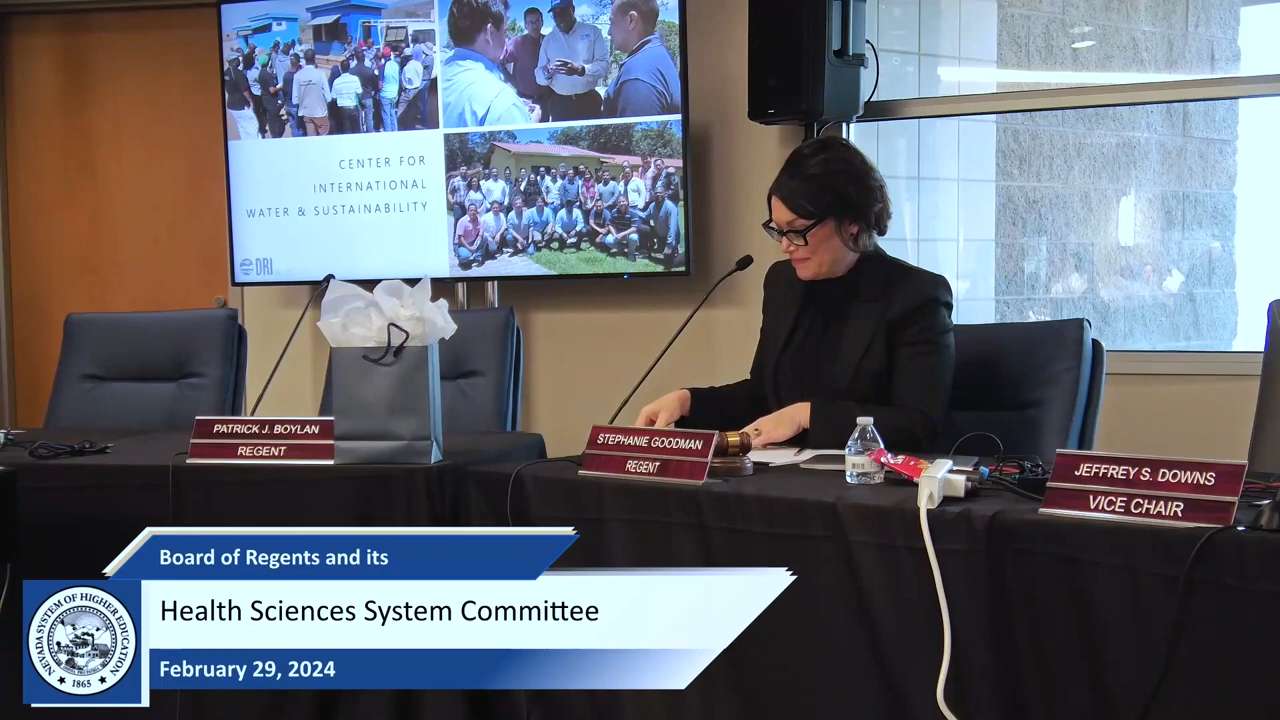 CENTER FOR
INTERNATIONAL
WATER & SUSTAINABILITY
DRI
PATRICK J. BOYLAN
REGENT
STEPHANIE GOODMAN
REGENT
JEFFREY S. DOWNS
VICE CHAIR
Board of Regents and its
Health Sciences System Committee
February 29, 2024
NEVADA SYSTEM OF HIGHER EDUCATION
1865